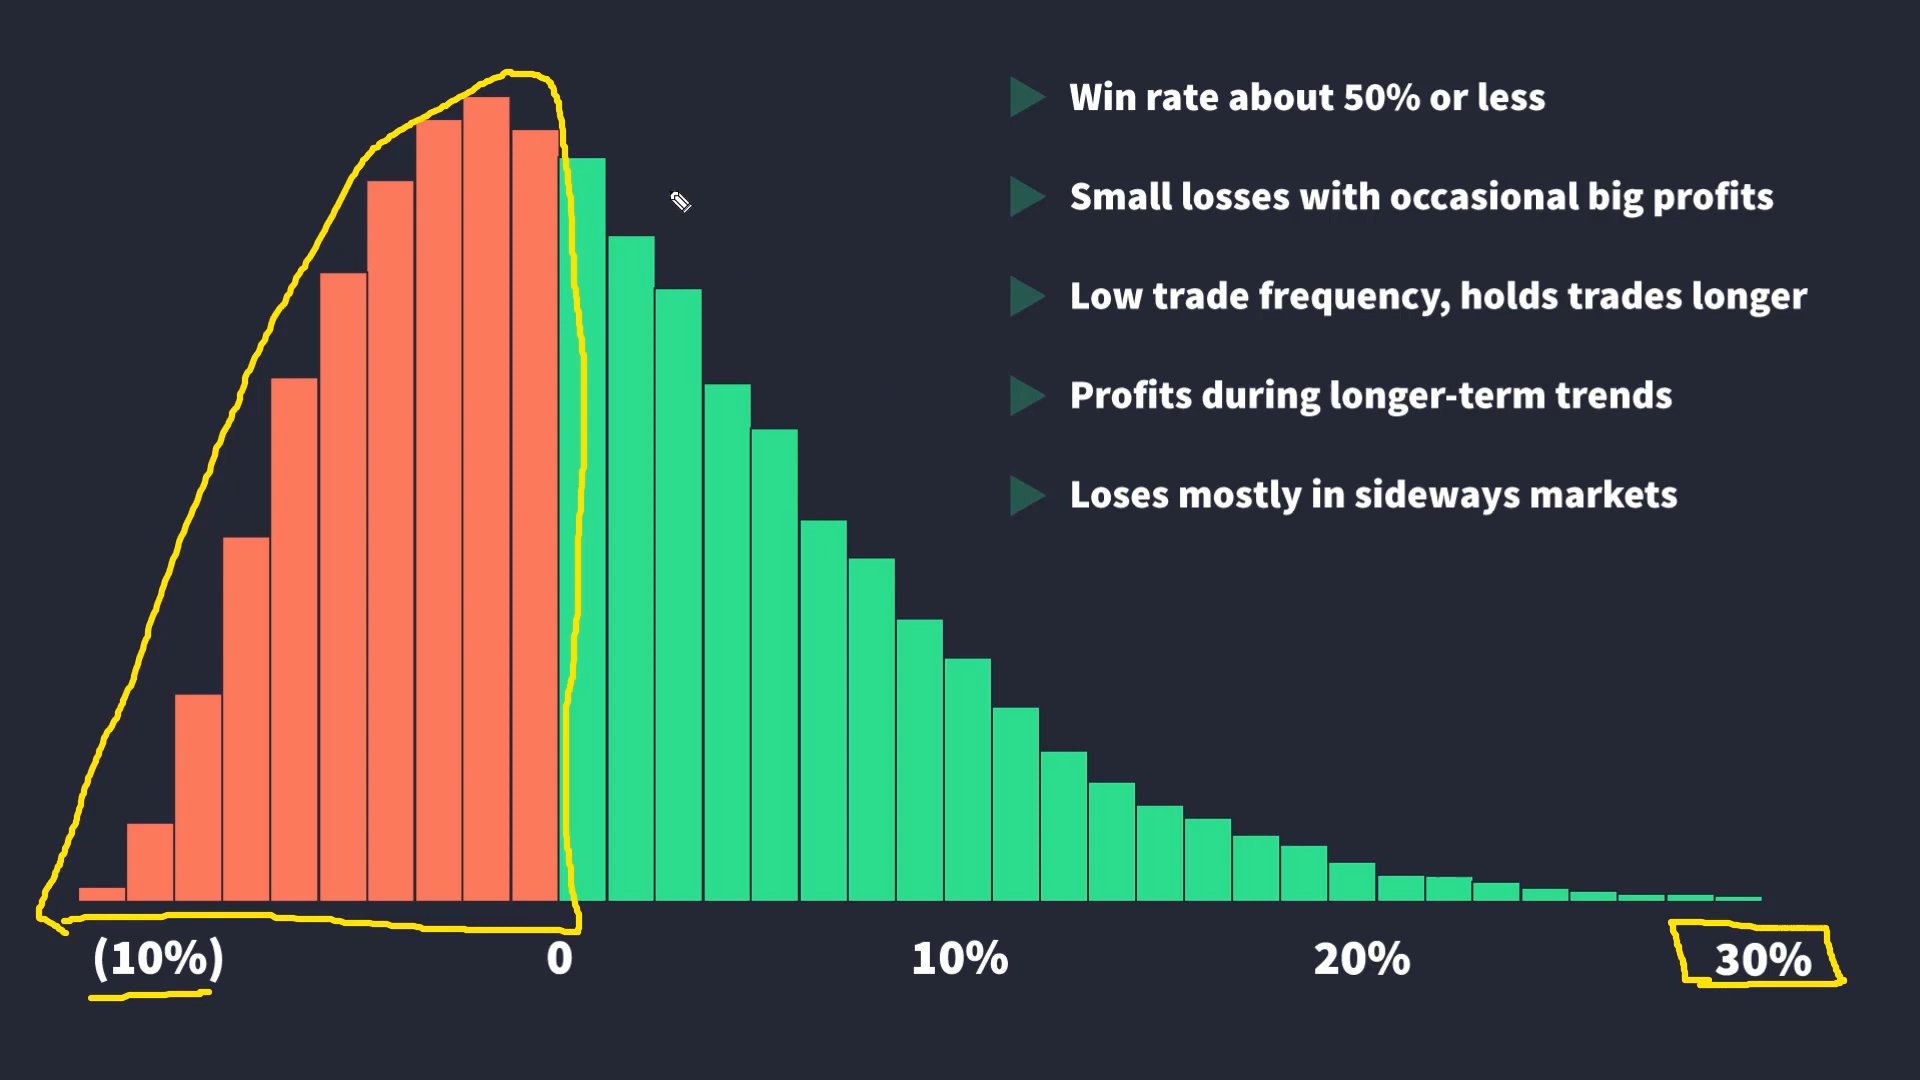 Win rate about 50% or less
Small losses with occasional big profits
Low trade frequency, holds trades longer
Profits during longer-term trends
Loses mostly in sideways markets
(10%) 0 10% 20% 30%